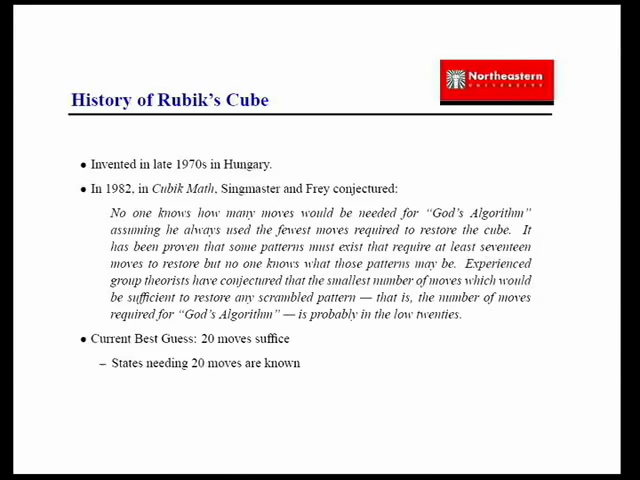 Northeastern
UNIVERSITY
History of Rubik's Cube
• Invented in late 1970s in Hungary.
• In 1982, in Cubik Math, Singmaster and Frey conjectured:
No one knows how many moves would be needed for "God's Algorithm"
assuming he always used the fewest moves required to restore the cube. It
has been proven that some patterns must exist that require at least seventeen
moves to restore but no one knows what those patterns may be. Experienced
group theorists have conjectured that the smallest number of moves which would
be sufficient to restore any scrambled pattern — that is, the number of moves
required for "God's Algorithm" — is probably in the low twenties.
• Current Best Guess: 20 moves suffice
– States needing 20 moves are known